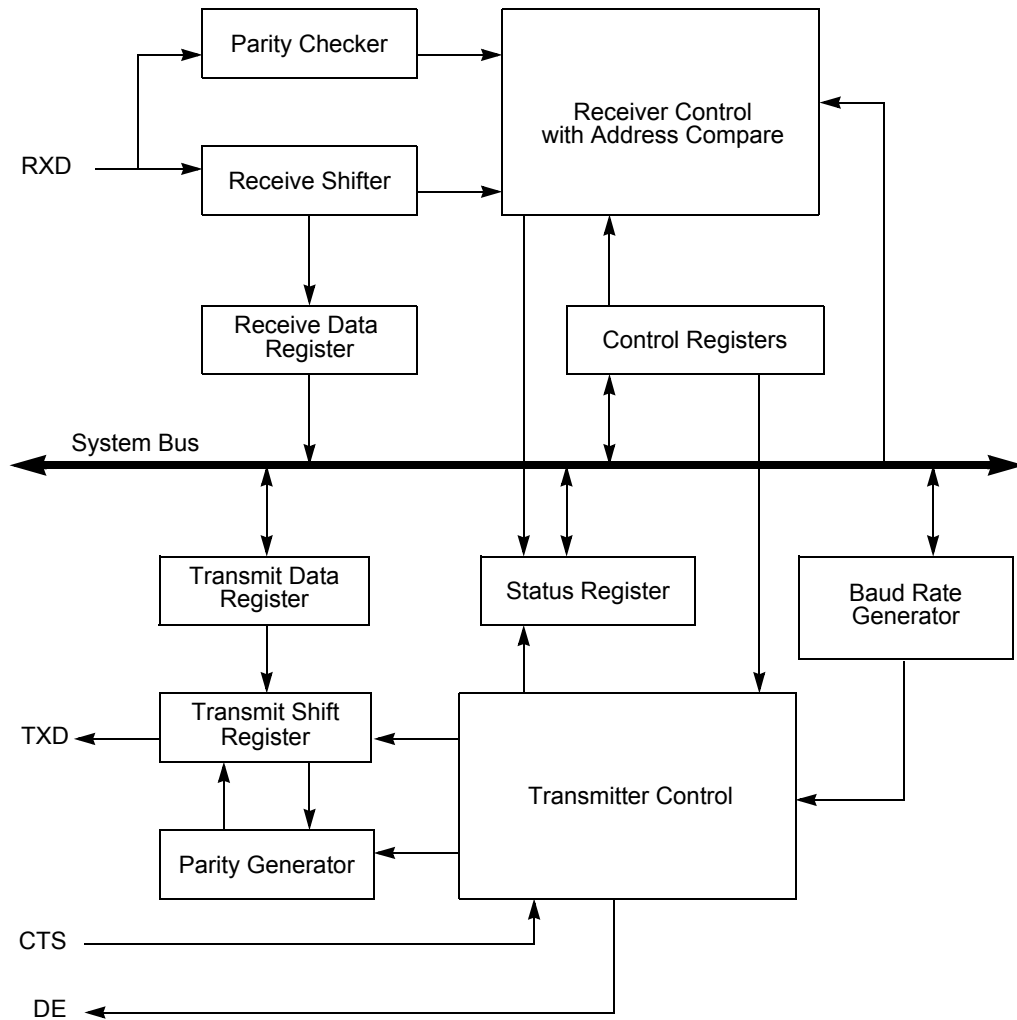 Parity Checker
Receiver Control
with Address Compare
RXD
Receive Shifter
Receive Data
Register
Control Registers
System Bus
Transmit Data
Register
Status Register
Baud Rate
Generator
Transmit Shift
Register
TXD
Transmitter Control
Parity Generator
CTS
DE